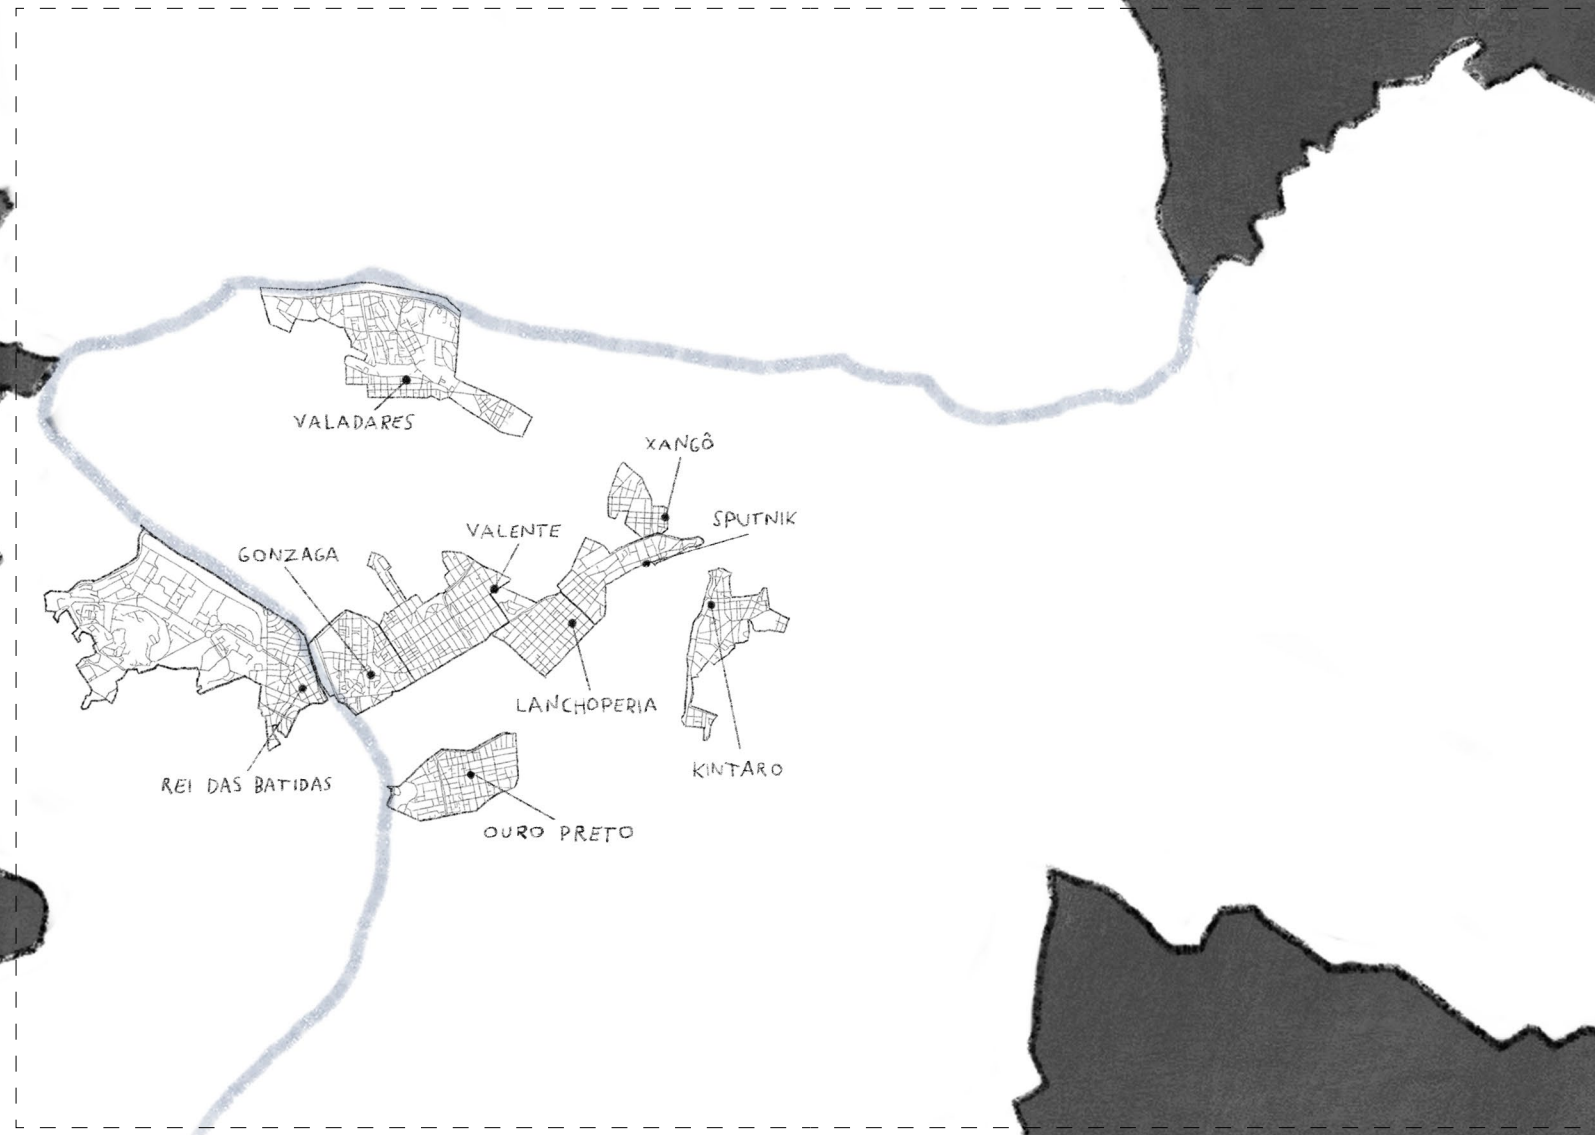 VALADARES
XANGÔ
SPUTNIK
VALENTE
GONZAGA
LANCHOPERIA
KINTARO
REI DAS BATIDAS
OURO PRETO